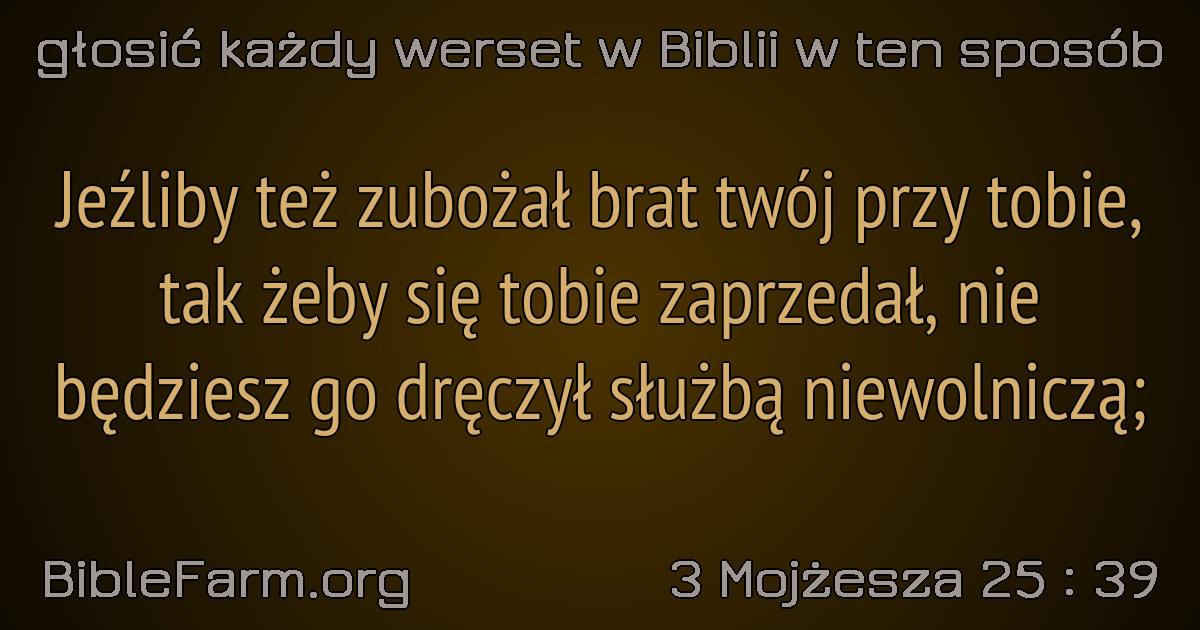 głosić każdy werset w Biblii w ten sposób
Jeźliby też zubożał brat twój przy tobie,
tak żeby się tobie zaprzedał, nie
będziesz go dręczył służbą niewolniczą;
BibleFarm.org
3 Mojżesza 25 : 39